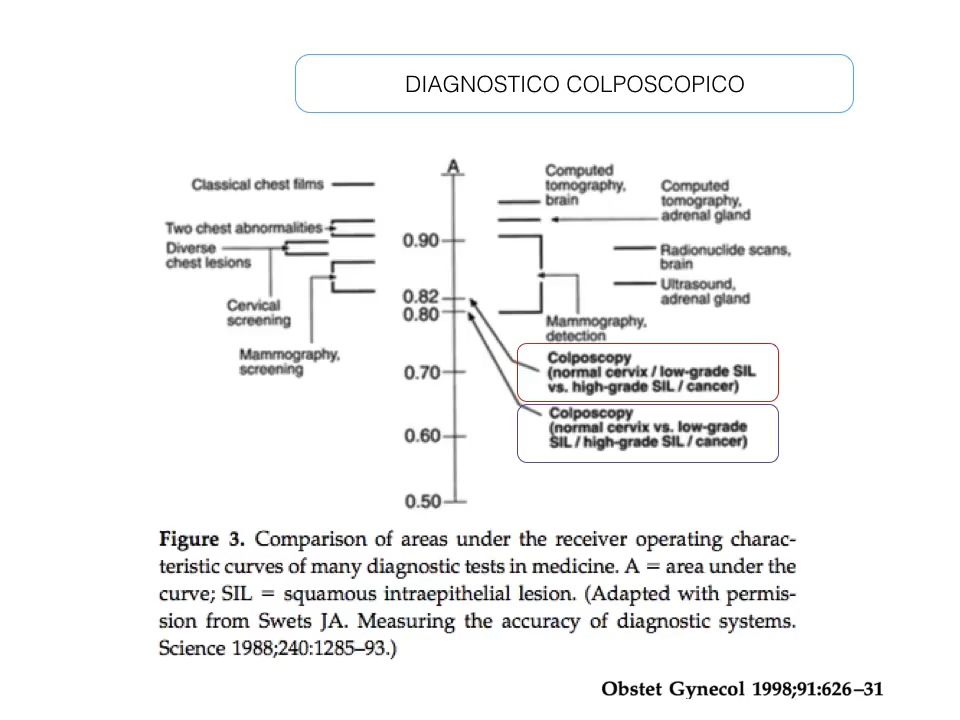 DIAGNOSTICO COLPOSCOPICO
A
Classical chest films
Two chest abnormalities
Diverse
chest lesions
Cervical
screening
Mammography,
screening
0.90
0.82
0.80
0.70
0.60
0.50
Computed
tomography,
brain
Computed
tomography,
adrenal gland
Radionuclide scans,
brain
Ultrasound,
adrenal gland
Mammography,
detection
Colposcopy
(normal cervix / low-grade SIL
vs. high-grade SIL / cancer)
Colposcopy
(normal cervix vs. low-grade
SIL / high-grade SIL / cancer)
Figure 3. Comparison of areas under the receiver operating charac-
teristic curves of many diagnostic tests in medicine. A = area under the
curve; SIL = squamous intraepithelial lesion. (Adapted with permis-
sion from Swets JA. Measuring the accuracy of diagnostic systems.
Science 1988;240:1285–93.)
Obstet Gynecol 1998;91:626–31